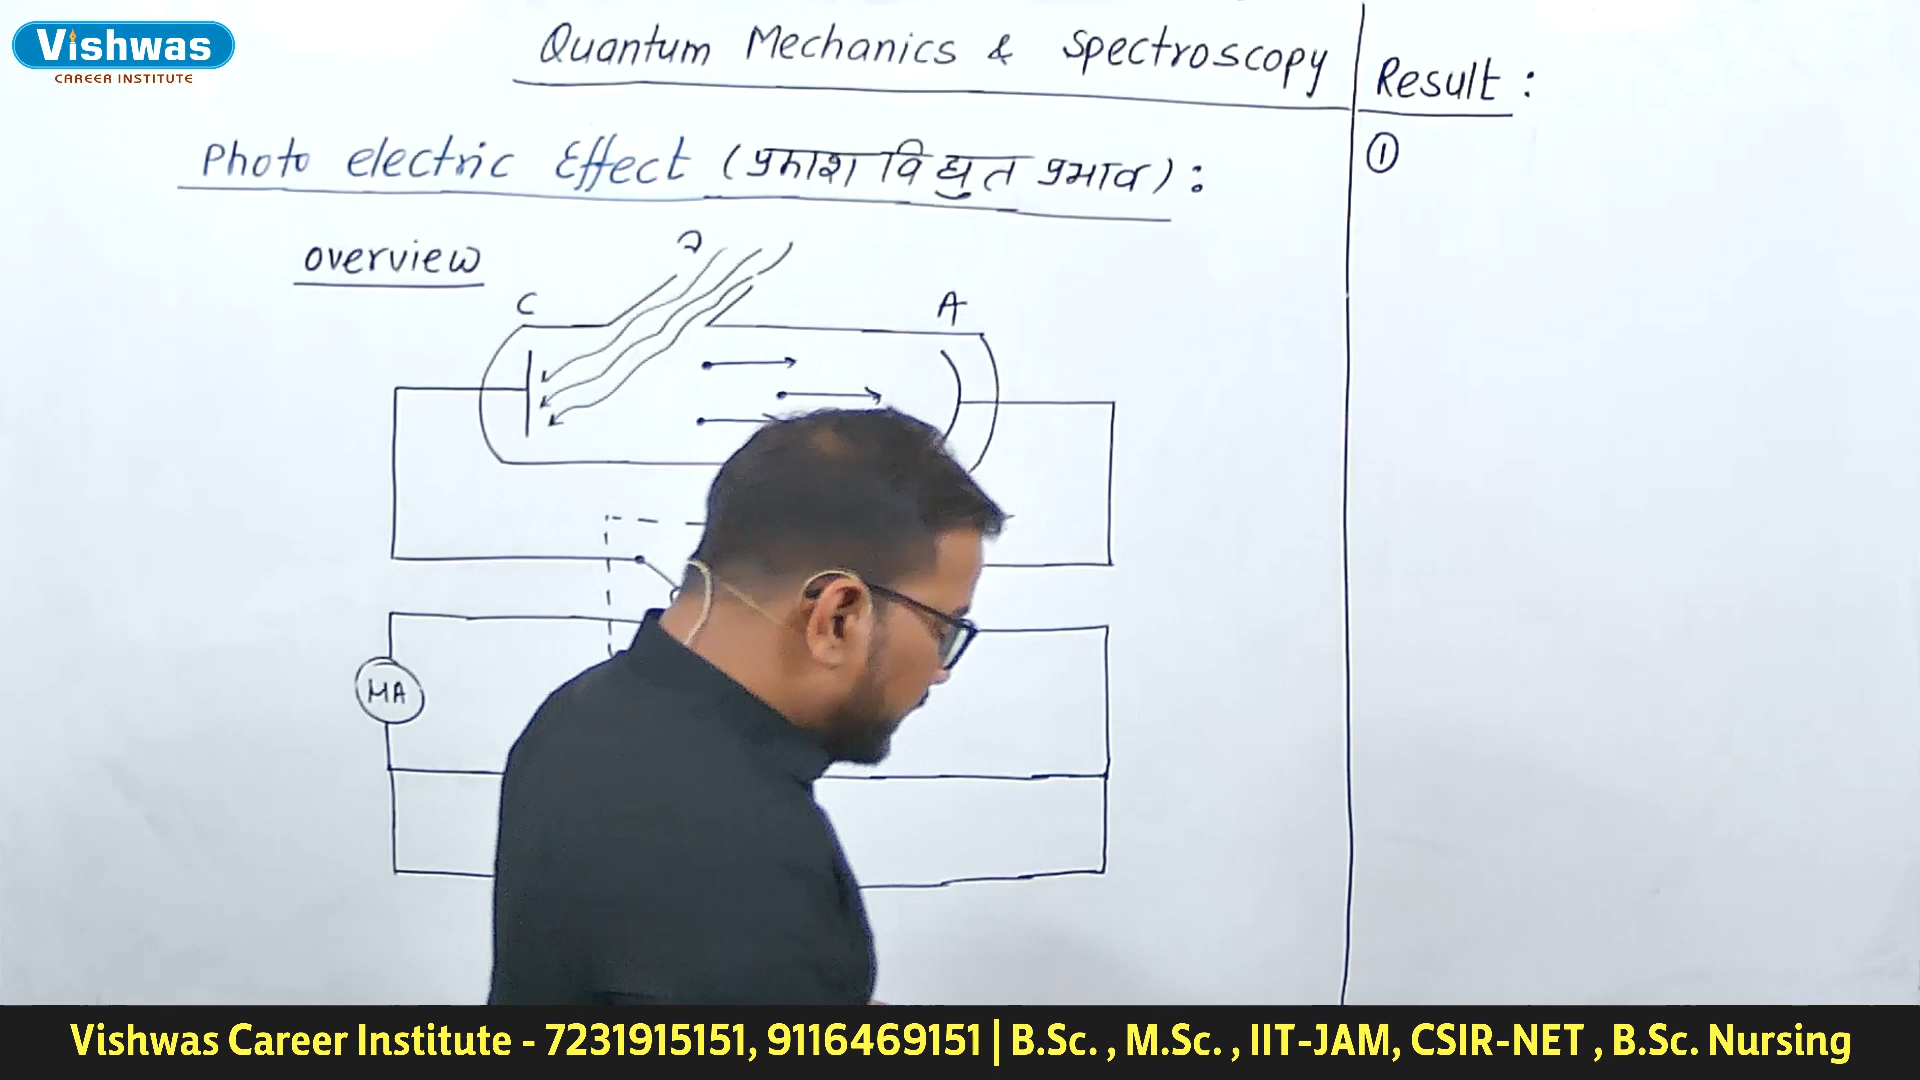 Vishwas
CAREER INSTITUTE
Quantum Mechanics & Spectroscopy
Photo electric Effect (प्रकाश विद्युत प्रभाव) :
overview
C
A
MA
Result :
①
Vishwas Career Institute - 7231915151, 9116469151 | B.Sc. , M.Sc. , IIT-JAM, CSIR-NET , B.Sc. Nursing